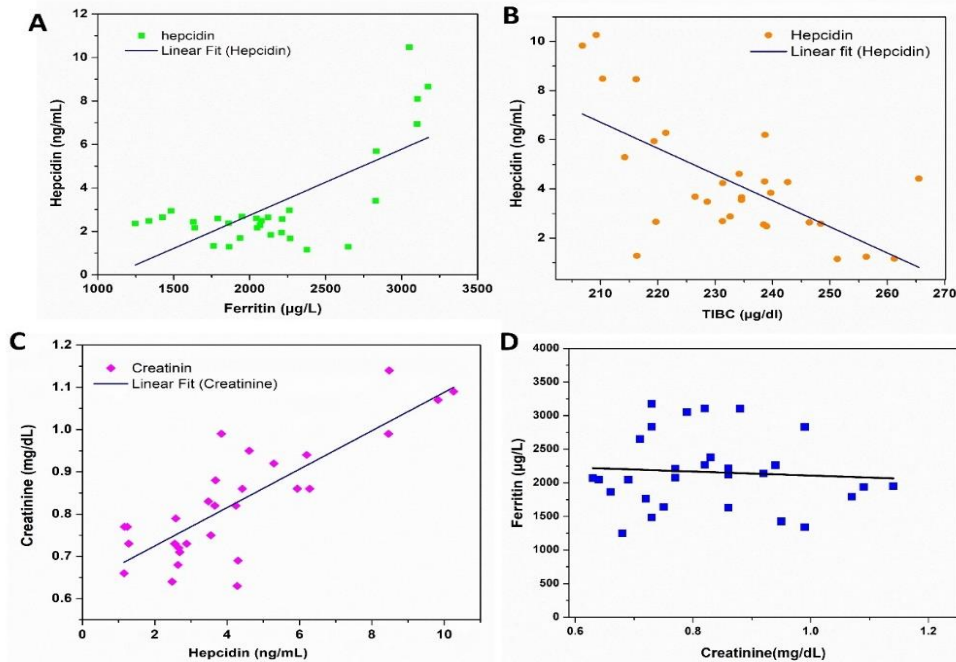 A
hepcidin
Linear Fit (Hepcidin)
12
10
8
6
4
2
0
Hepcidin (ng/mL)
1000 1500 2000 2500 3000 3500
Ferritin (µg/L)
B
Hepcidin
Linear fit (Hepcidin)
10
8
6
4
2
Hepcidin (ng/mL)
210 220 230 240 250 260 270
TIBC (µg/dl)
C
Creatinin
Linear Fit (Creatinine)
1.2
1.1
1.0
0.9
0.8
0.7
0.6
Creatinine (mg/dL)
0 2 4 6 8 10
Hepcidin (ng/mL)
D
4000
3500
3000
2500
2000
1500
1000
500
0
Ferritin (µg/L)
0.6 0.8 1.0 1.2
Creatinine(mg/dL)